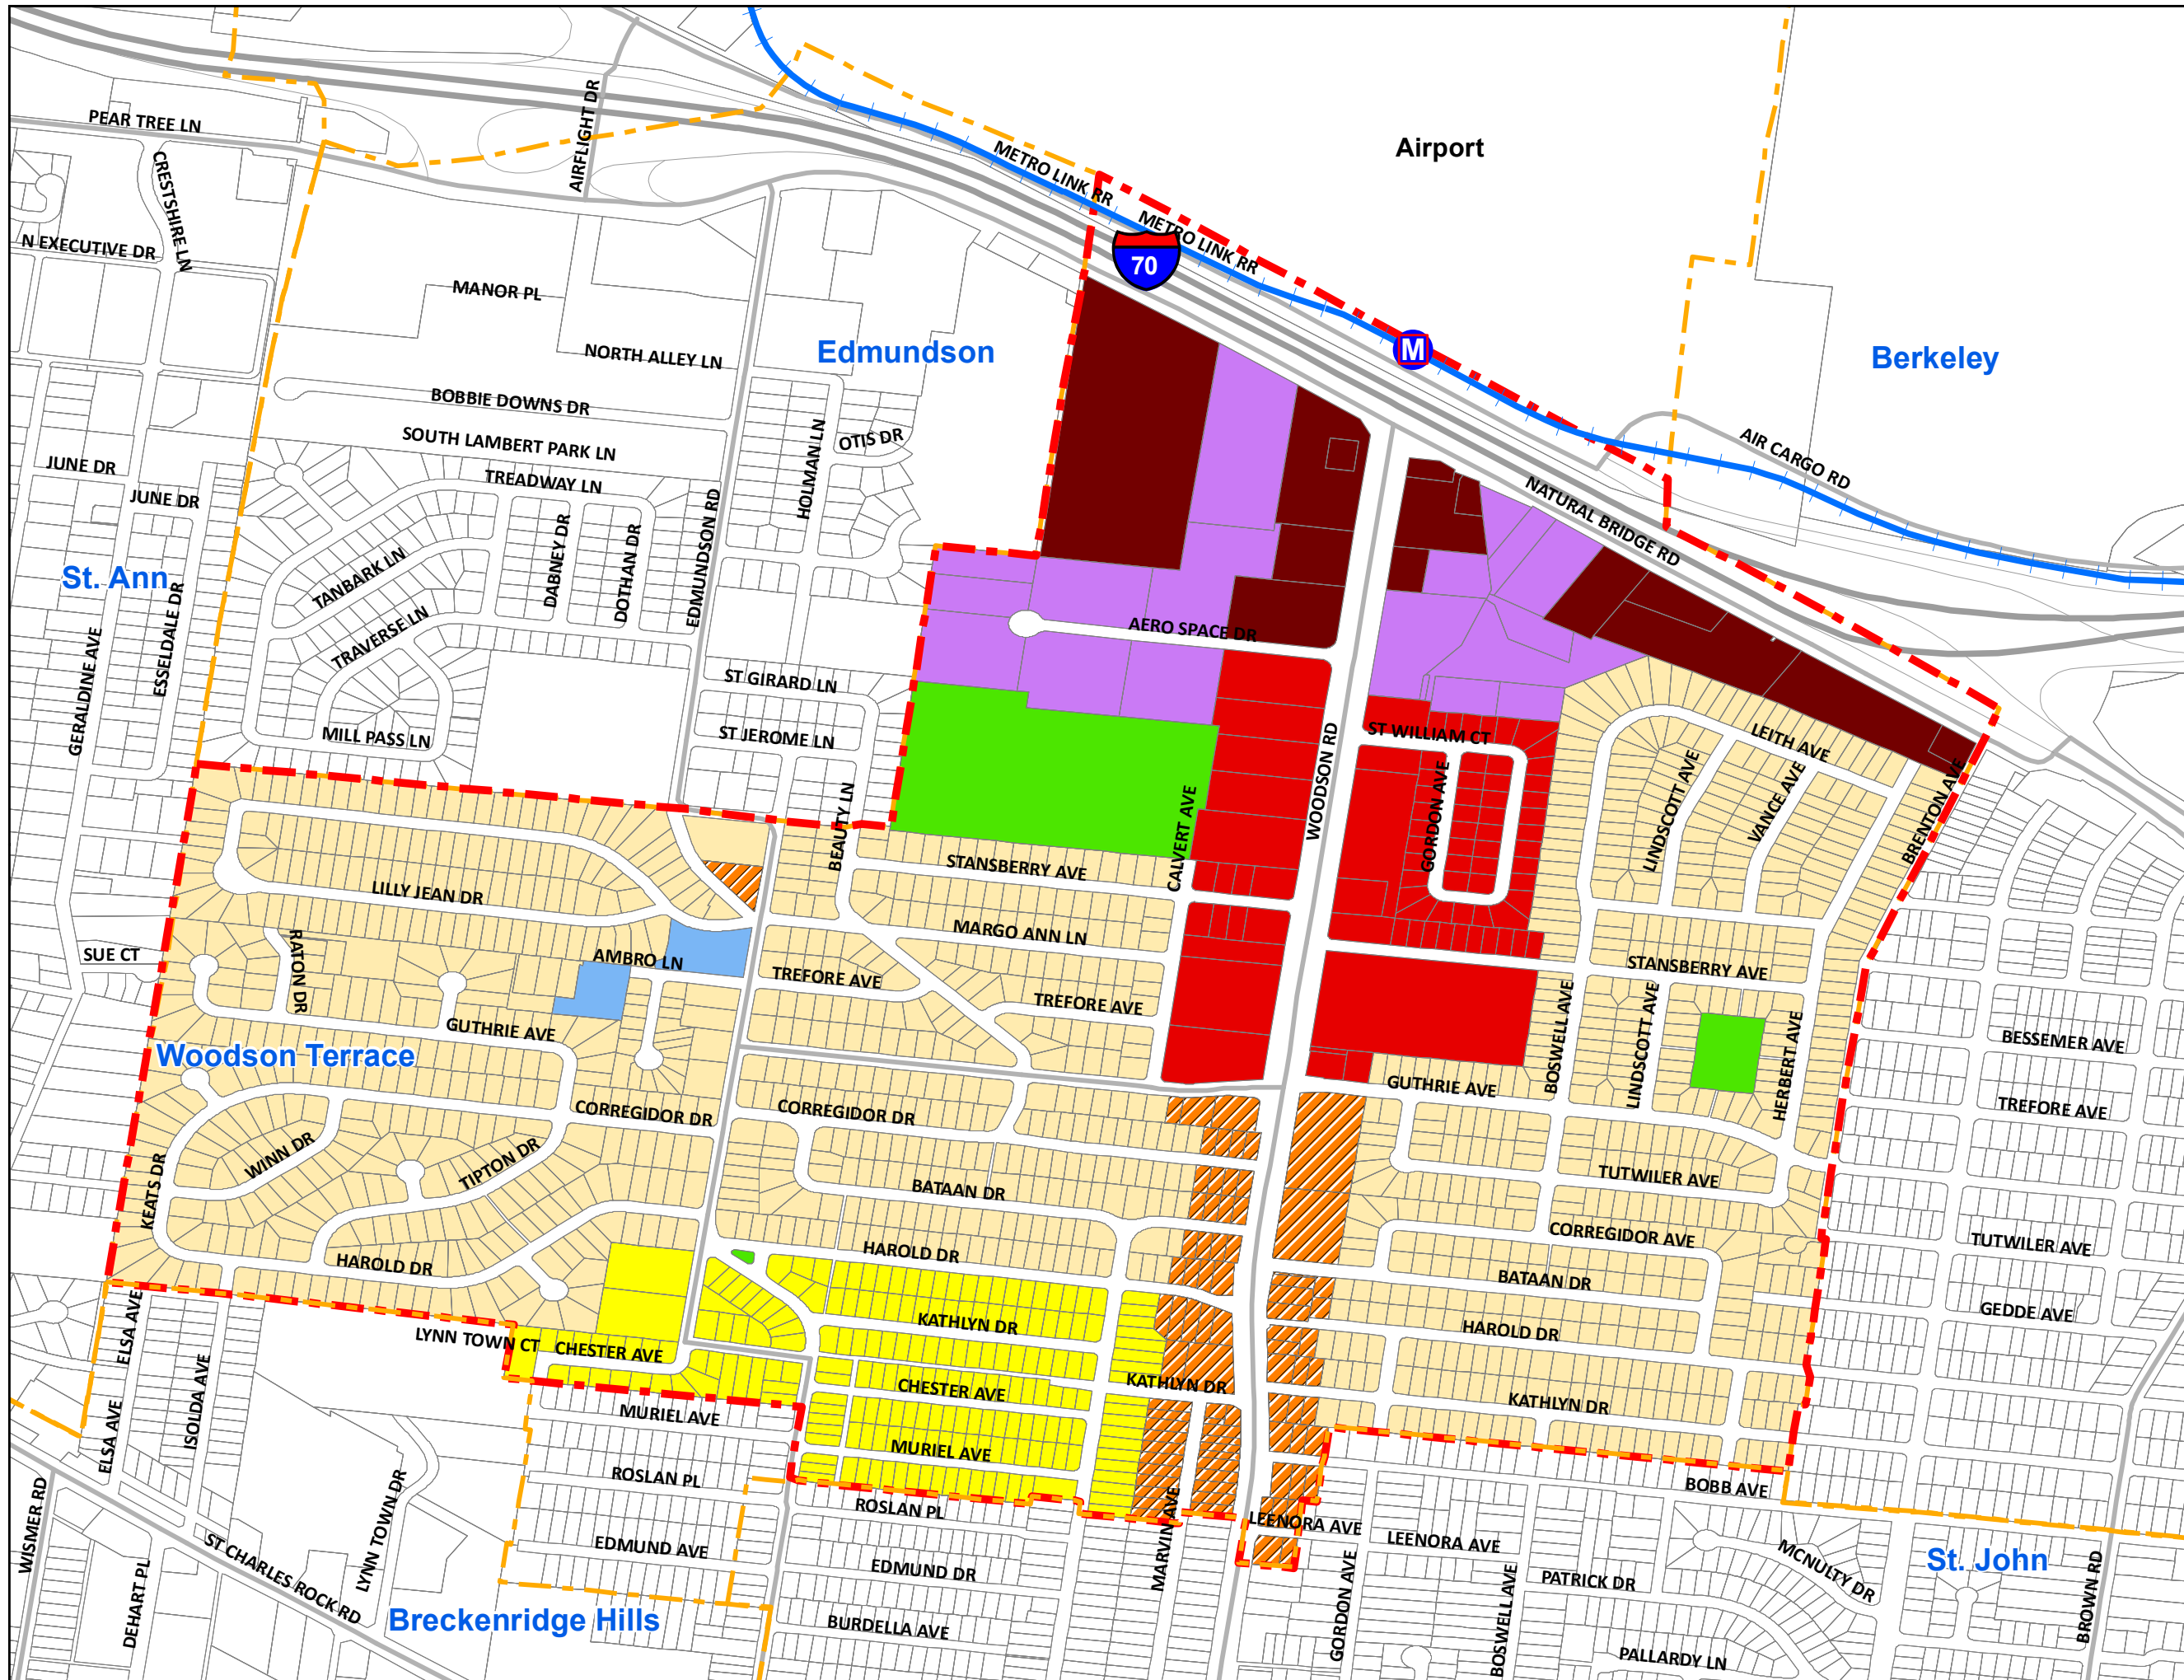 PEAR TREE LN
CRESTSHIRE LN
AIRFLIGHT DR
METRO LINK RR
Airport
METRO LINK RR
N EXECUTIVE DR
70
MANOR PL
NORTH ALLEY LN
Edmundson
M
Berkeley
BOBBIE DOWNS DR
SOUTH LAMBERT PARK LN
OTIS DR
HOLMAN LN
AIR CARGO RD
JUNE DR
JUNE DR
TREADWAY LN
NATURAL BRIDGE RD
EDMUNDSON RD
DABNEY DR
DOTHAN DR
TANBARK LN
St. Ann
TRAVERSE LN
ESSELDALE DR
GERALDINE AVE
AERO SPACE DR
ST GIRARD LN
MILL PASS LN
ST JEROME LN
WOODSON RD
ST WILLIAM CT
LEITH AVE
GORDON AVE
LINDSCOTT AVE
VANCE AVE
BRENTON AVE
BEAUTY LN
CALVERT AVE
STANSBERRY AVE
LILLY JEAN DR
MARGO ANN LN
SUE CT
RATON DR
AMBRO LN
TREFORE AVE
TREFORE AVE
STANSBERRY AVE
BOSWELL AVE
LINDSCOTT AVE
HERBERT AVE
BESSEMER AVE
GUTHRIE AVE
Woodson Terrace
GUTHRIE AVE
TREFORE AVE
CORREGIDOR DR
CORREGIDOR DR
WINN DR
TIPTON DR
TUTWILER AVE
BATAAN DR
KEATS DR
CORREGIDOR AVE
TUTWILER AVE
HAROLD DR
HAROLD DR
BATAAN DR
GEDDE AVE
ELSA AVE
KATHLYN DR
HAROLD DR
LYNN TOWN CT
CHESTER AVE
ISOLDA AVE
KATHLYN DR
CHESTER AVE
KATHLYN DR
MURIEL AVE
ELSA AVE
MURIEL AVE
ROSLAN PL
BOBB AVE
WISMER RD
LYNN TOWN DR
ROSLAN PL
MARVIN AVE
LEENORA AVE
LEENORA AVE
ST CHARLES ROCK RD
EDMUND AVE
EDMUND DR
MCNULTY DR
St. John
DEHART PL
PATRICK DR
GORDON AVE
BOSWELL AVE
BROWN RD
Breckenridge Hills
BURDELLA AVE
PALLARDY LN